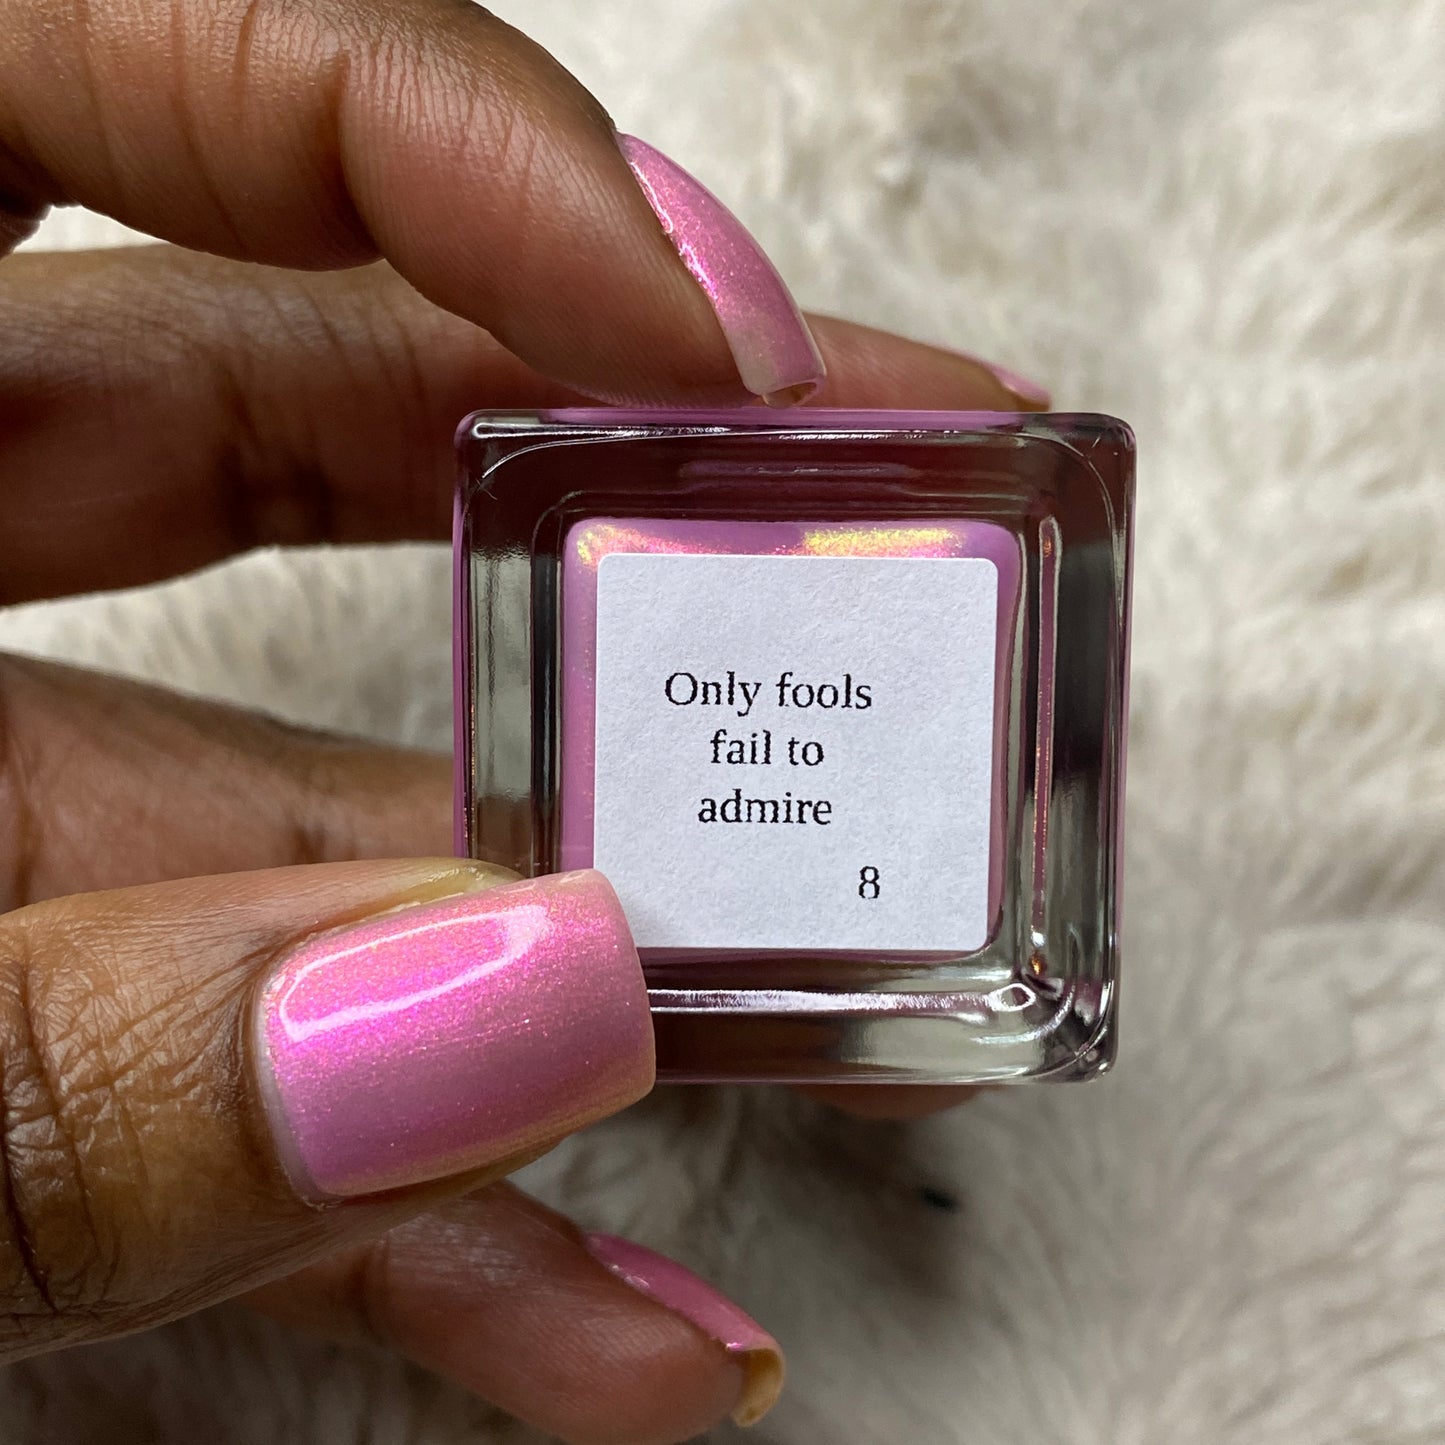 Only fools
fail to
admire
8